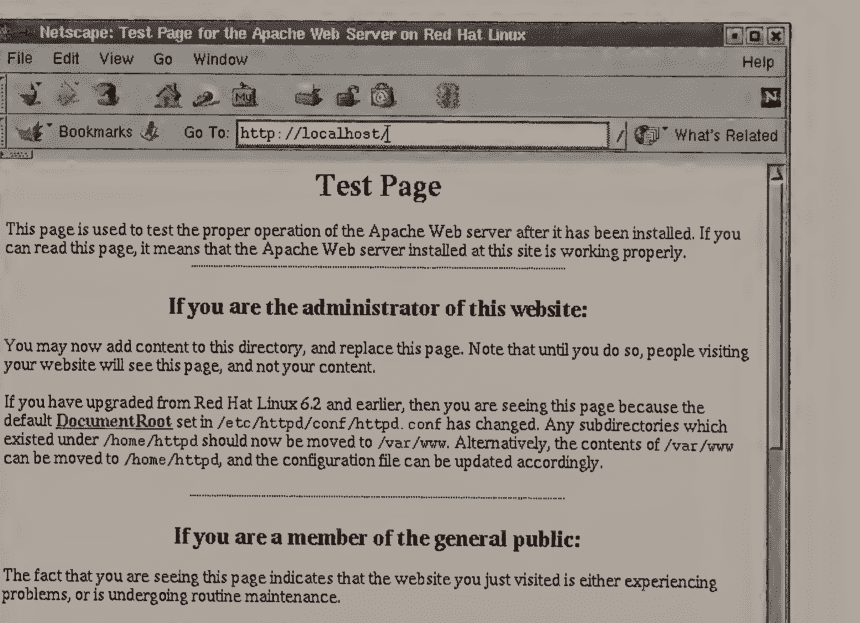 Netscape: Test Page for the Apache Web Server on Red Hat Linux
File Edit View Go Window Help
My
N
Bookmarks Go To: http://localhost/ What's Related
Test Page
This page is used to test the proper operation of the Apache Web server after it has been installed. If you
can read this page, it means that the Apache Web server installed at this site is working properly.
If you are the administrator of this website:
You may now add content to this directory, and replace this page. Note that until you do so, people visiting
your website will see this page, and not your content.
If you have upgraded from Red Hat Linux 6.2 and earlier, then you are seeing this page because the
default DocumentRoot set in /etc/httpd/conf/httpd.conf has changed. Any subdirectories which
existed under /home/httpd should now be moved to /var/www. Alternatively, the contents of /var/www
can be moved to /home/httpd, and the configuration file can be updated accordingly.
If you are a member of the general public:
The fact that you are seeing this page indicates that the website you just visited is either experiencing
problems, or is undergoing routine maintenance.